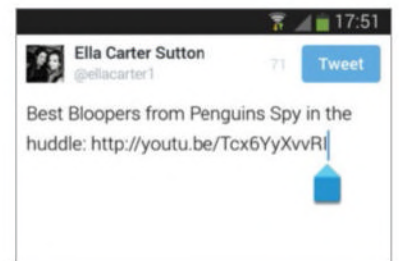 17:51
Ella Carter Sutton
@ellacarter1
71
Tweet
Best Bloopers from Penguins Spy in the
huddle: http://youtu.be/Tcx6YyXvvRI